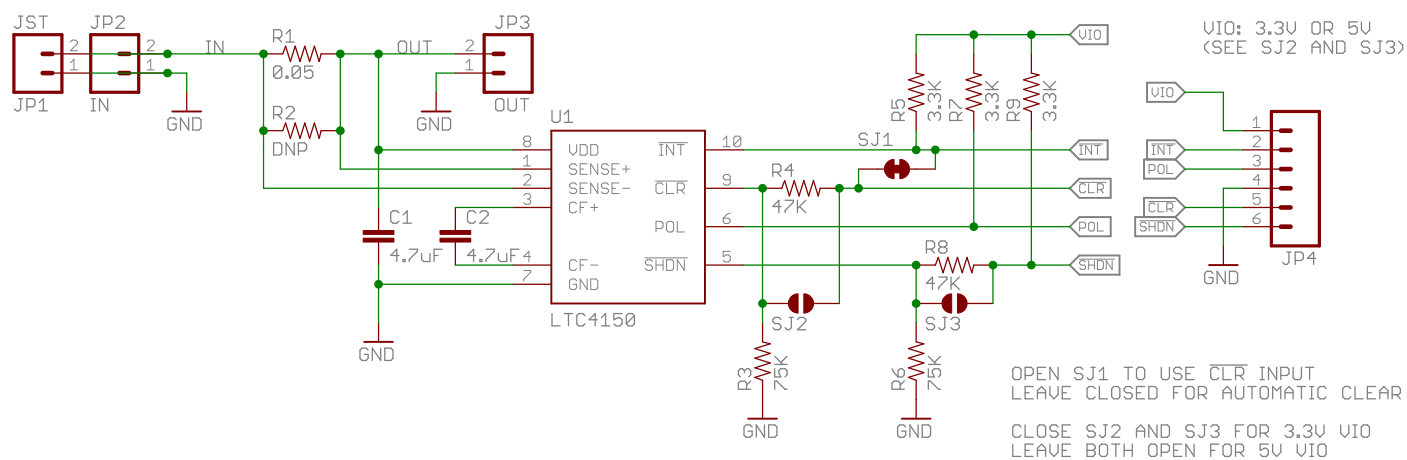 JST
JP2
JP3
VIO: 3.3V OR 5V
(SEE SJ2 AND SJ3)
R1
2
2
IN
OUT
2
1
1
1
0.05
JP1
IN
GND
GND
OUT
R2
DNP
VIO
R5
3.3K
R7
3.3K
R9
3.3K
VIO
U1
8
VDD
INT
10
SJ1
INT
1
SENSE+
2
SENSE-
CLR
9
R4
47K
CLR
3
CF+
C1
4.7uF
C2
4.7uF
POL
6
POL
4
CF-
SHDN
5
R8
47K
SHDN
7
GND
LTC4150
GND
SJ2
SJ3
R3
75K
R6
75K
GND
GND
1
INT
2
POL
3
4
CLR
5
SHDN
6
GND
JP4
OPEN SJ1 TO USE CLR INPUT
LEAVE CLOSED FOR AUTOMATIC CLEAR
CLOSE SJ2 AND SJ3 FOR 3.3V VIO
LEAVE BOTH OPEN FOR 5V VIO